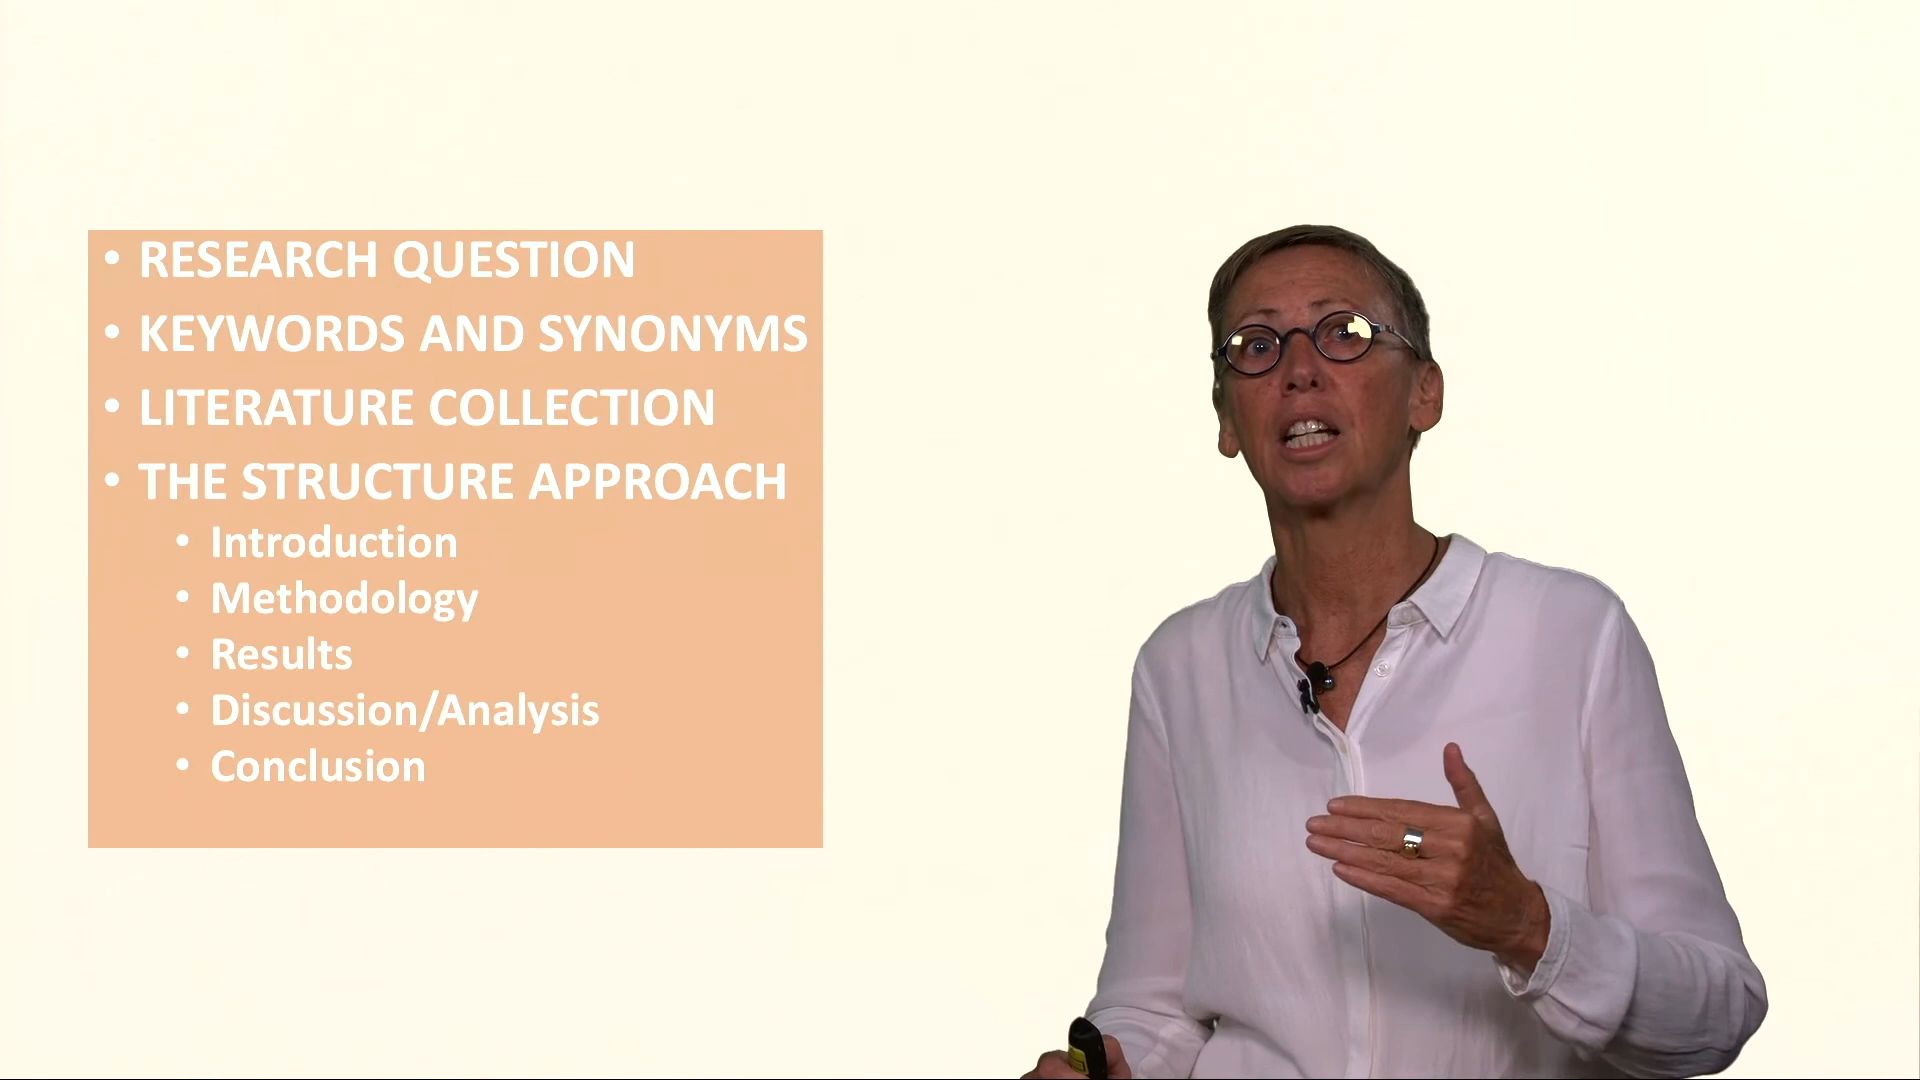 • RESEARCH QUESTION
• KEYWORDS AND SYNONYMS
• LITERATURE COLLECTION
• THE STRUCTURE APPROACH
• Introduction
• Methodology
• Results
• Discussion/Analysis
• Conclusion